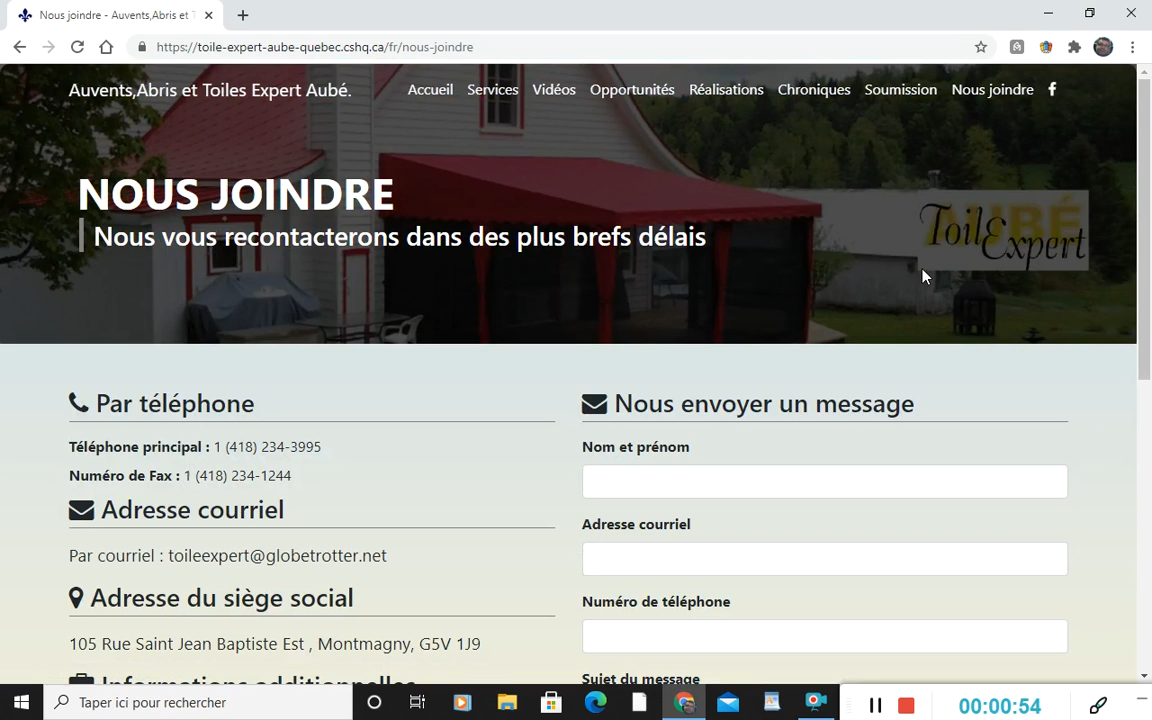 Nous joindre - Auvents,Abris et T
https://toile-expert-aube-quebec.cshq.ca/fr/nous-joindre
Auvents,Abris et Toiles Expert Aubé.
Accueil Services Vidéos Opportunités Réalisations Chroniques Soumission Nous joindre
NOUS JOINDRE
Nous vous recontacterons dans des plus brefs délais
AUBÉ
ToilExpert
Par téléphone
Téléphone principal : 1 (418) 234-3995
Numéro de Fax : 1 (418) 234-1244
Adresse courriel
Par courriel : toileexpert@globetrotter.net
Adresse du siège social
105 Rue Saint Jean Baptiste Est , Montmagny, G5V 1J9
Informations additionnelles
Nous envoyer un message
Nom et prénom
Adresse courriel
Numéro de téléphone
Sujet du message
Taper ici pour rechercher
00:00:54